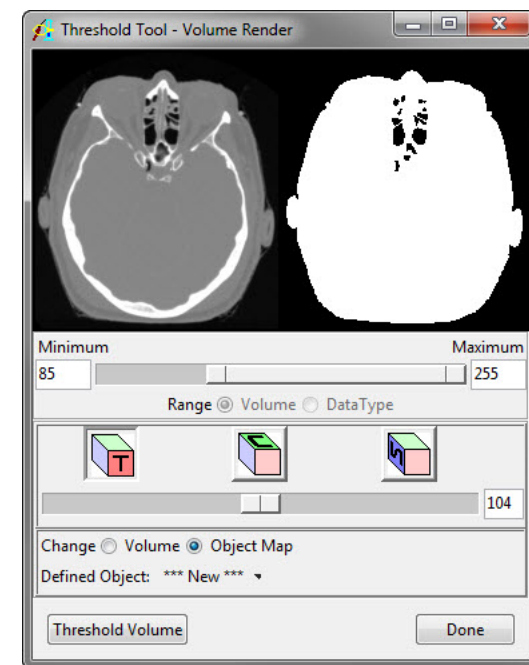 Threshold Tool - Volume Render
Minimum Maximum
85 255
Range Volume DataType
T
104
Change Volume Object Map
Defined Object: *** New ***
Threshold Volume Done